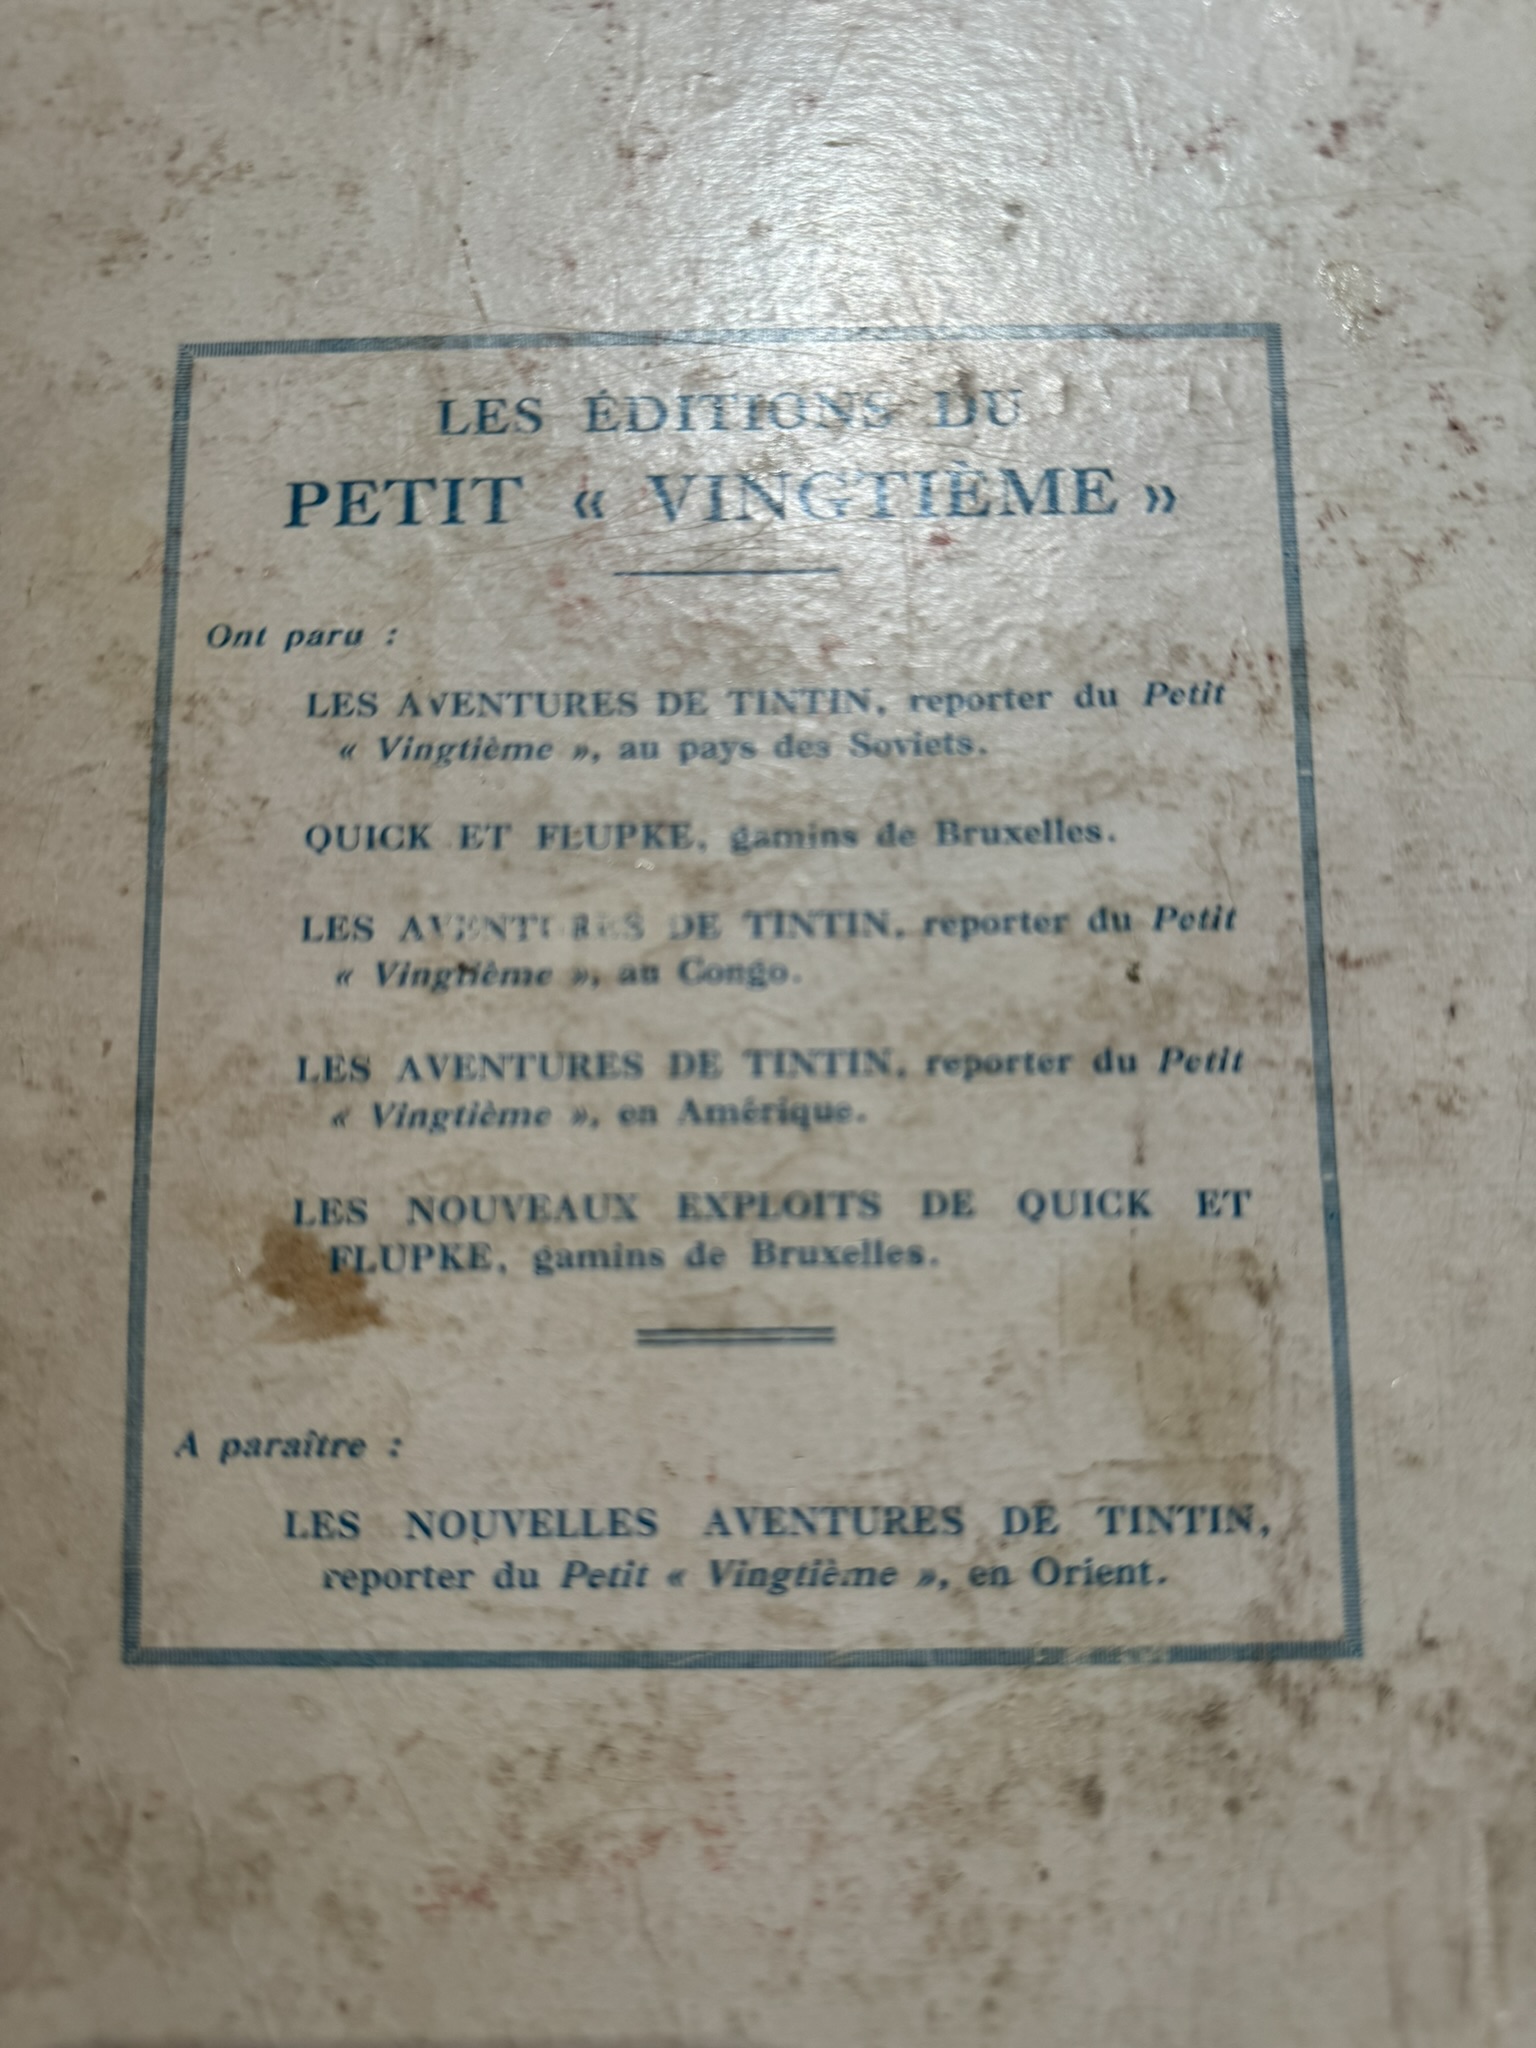 LES ÉDITIONS DU
PETIT « VINGTIÈME »
Ont paru :
LES AVENTURES DE TINTIN, reporter du Petit
« Vingtième », au pays des Soviets.
QUICK ET FLUPKE, gamins de Bruxelles.
LES AVENTURES DE TINTIN, reporter du Petit
« Vingtième », au Congo.
LES AVENTURES DE TINTIN, reporter du Petit
« Vingtième », en Amérique.
LES NOUVEAUX EXPLOITS DE QUICK ET
FLUPKE, gamins de Bruxelles.
A paraître :
LES NOUVELLES AVENTURES DE TINTIN,
reporter du Petit « Vingtième », en Orient.